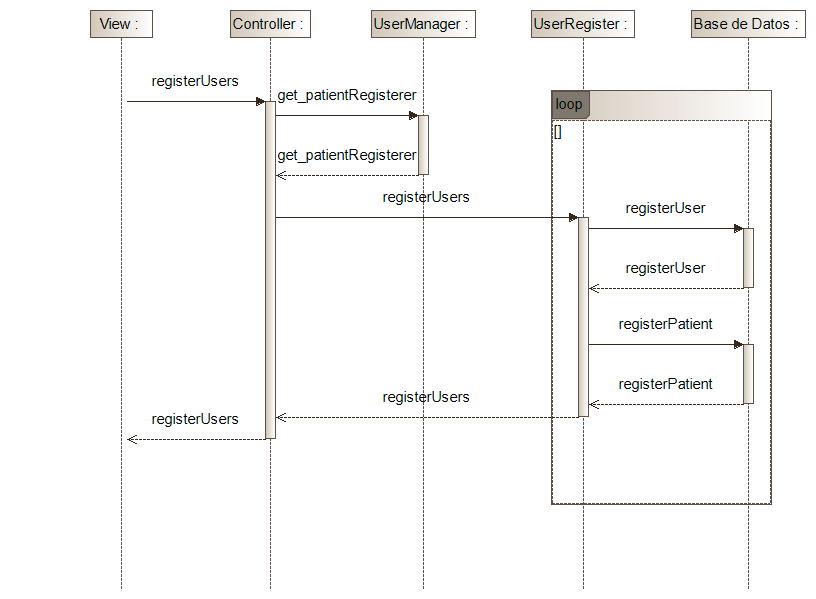 View :
Controller :
UserManager :
UserRegister :
Base de Datos :
registerUsers
get_patientRegisterer
loop
[]
get_patientRegisterer
registerUsers
registerUser
registerUser
registerPatient
registerPatient
registerUsers
registerUsers